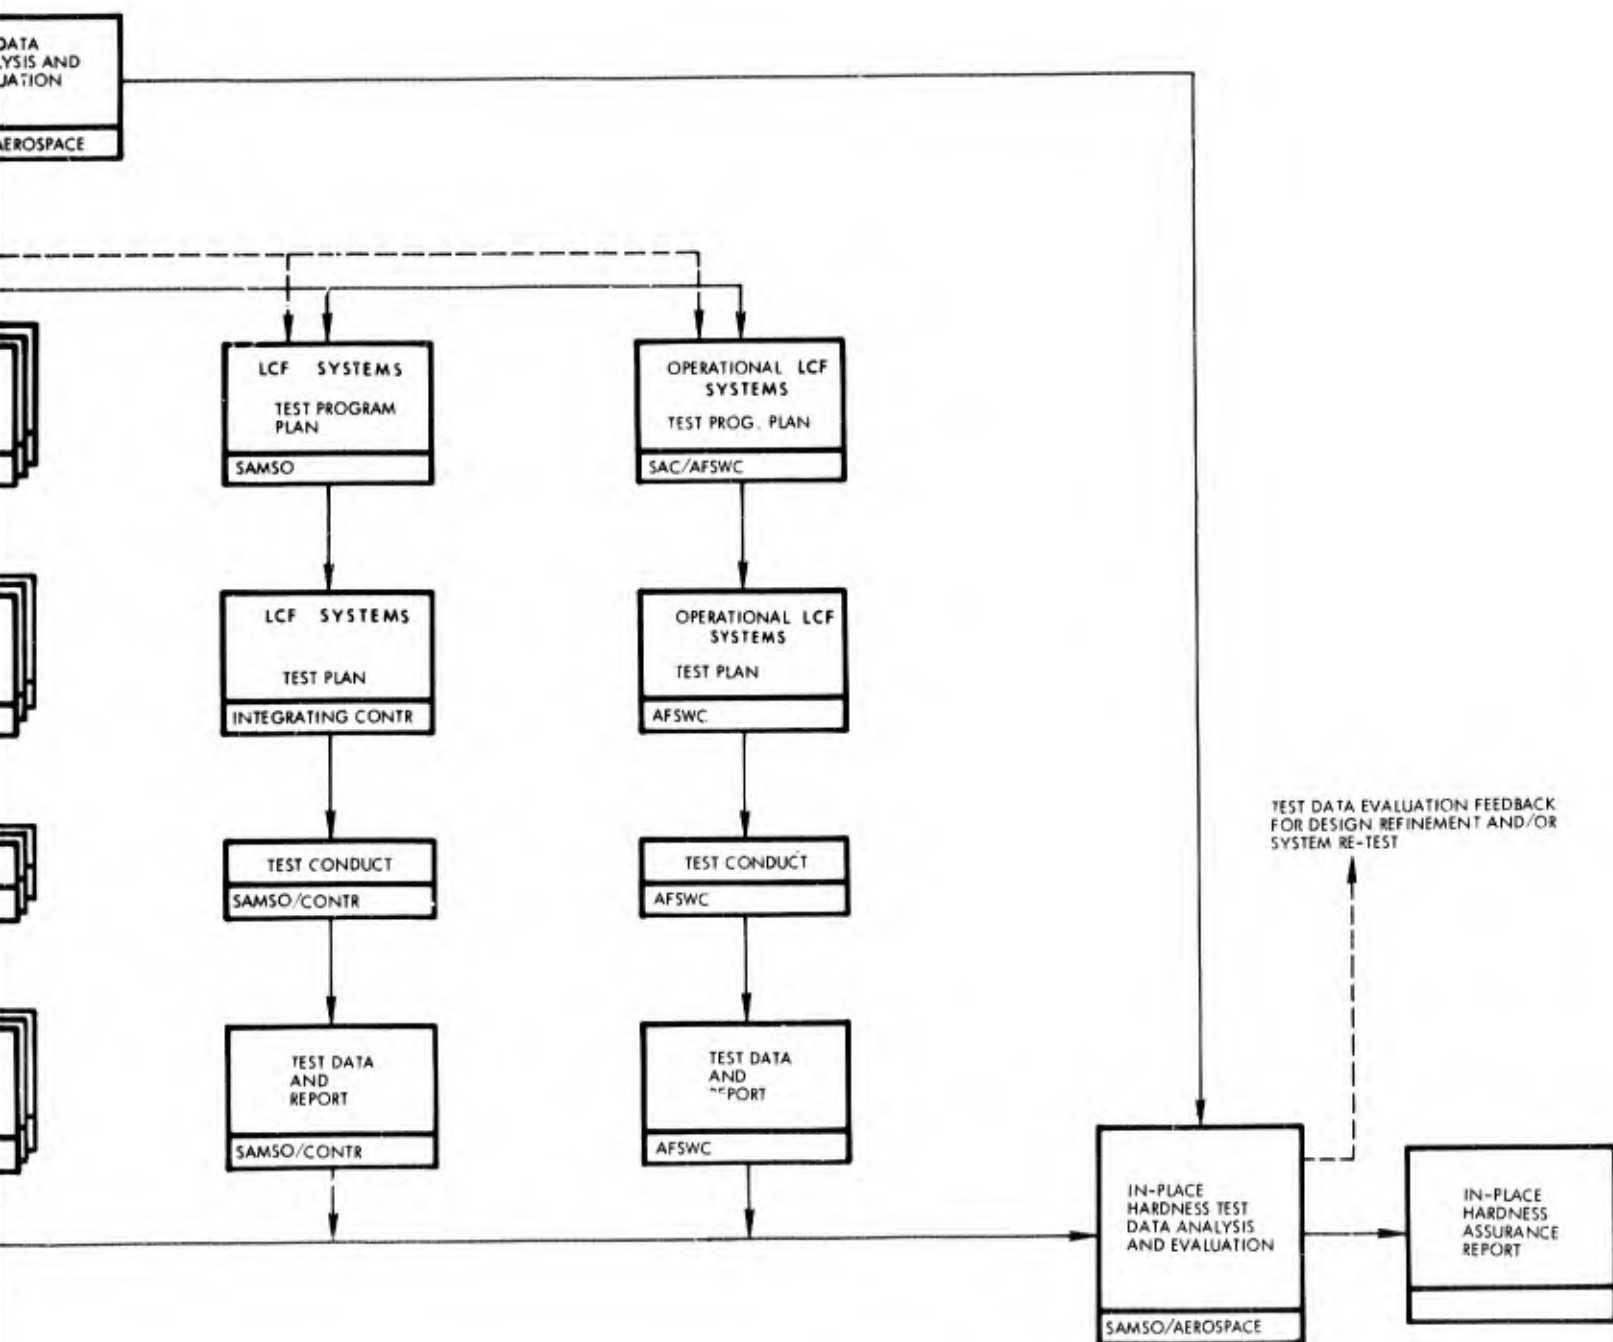 DATA
LYSIS AND
UATION
AEROSPACE
LCF SYSTEMS
TEST PROGRAM
PLAN
SAMSO
OPERATIONAL LCF
SYSTEMS
TEST PROG. PLAN
SAC/AFSWC
LCF SYSTEMS
TEST PLAN
INTEGRATING CONTR
OPERATIONAL LCF
SYSTEMS
TEST PLAN
AFSWC
TEST CONDUCT
SAMSO/CONTR
TEST CONDUCT
AFSWC
TEST DATA EVALUATION FEEDBACK
FOR DESIGN REFINEMENT AND/OR
SYSTEM RE-TEST
TEST DATA
AND
REPORT
SAMSO/CONTR
TEST DATA
AND
REPORT
AFSWC
IN-PLACE
HARDNESS TEST
DATA ANALYSIS
AND EVALUATION
SAMSO/AEROSPACE
IN-PLACE
HARDNESS
ASSURANCE
REPORT